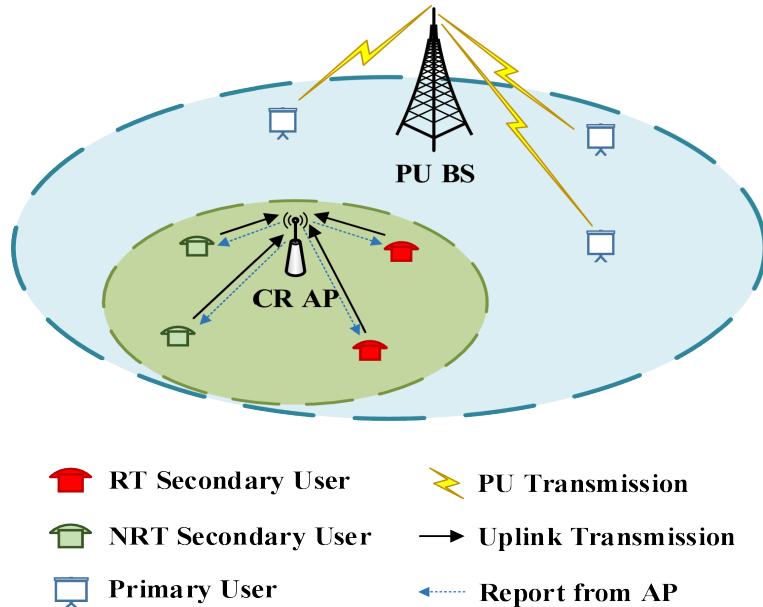 PU BS
CR AP
RT Secondary User
PU Transmission
NRT Secondary User
Uplink Transmission
Primary User
Report from AP